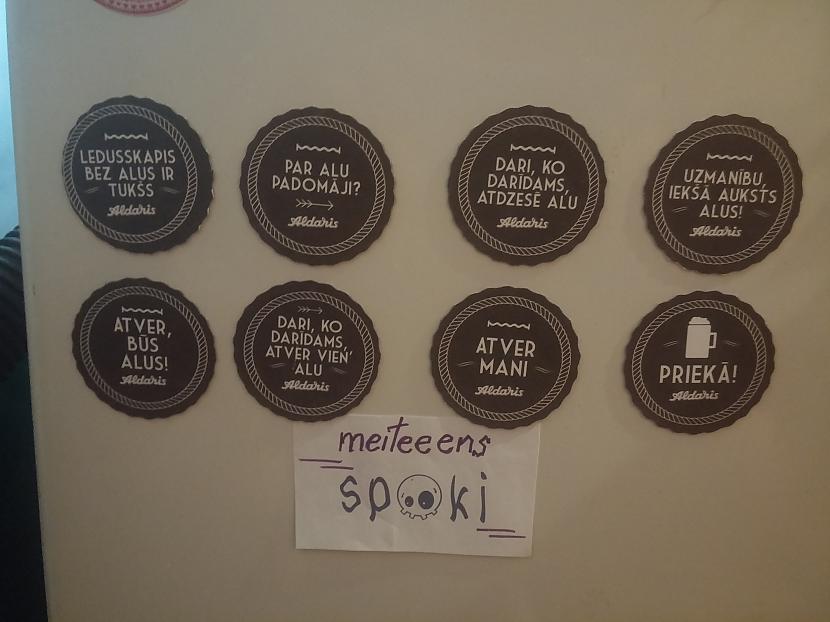 LEDUSSKAPIS
BEZ ALUS IR
TUKŠS
Aldaris
PAR ALU
PADOMĀJI?
Aldaris
DARI, KO
DARĪDAMS,
ATDZESĒ ALU
Aldaris
UZMANĪBU,
IEKŠĀ AUKSTS
ALUS!
Aldaris
ATVER,
BŪS
ALUS!
Aldaris
DARI, KO
DARĪDAMS,
ATVER VIEN'
ALU
Aldaris
ATVER
MANI
Aldaris
PRIEKĀ!
Aldaris
meiteeens
spoki